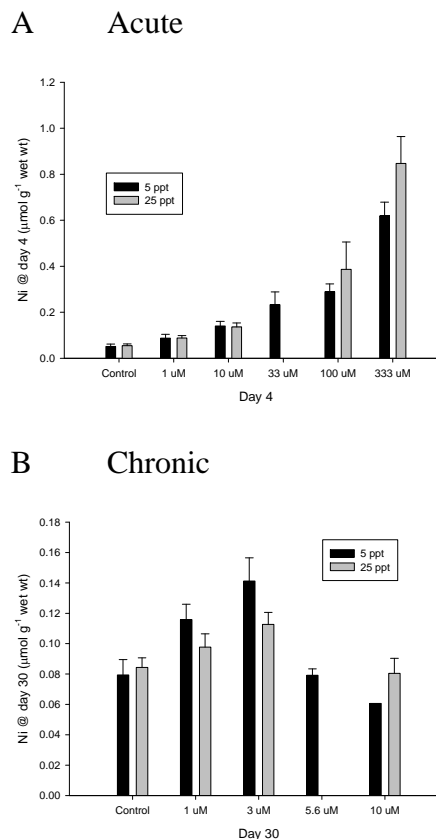 A Acute
Ni @ day 4 (μmol g⁻¹ wet wt)
1.2
1.0
0.8
0.6
0.4
0.2
0.0
5 ppt
25 ppt
Control 1 uM 10 uM 33 uM 100 uM 333 uM
Day 4
B Chronic
Ni @ day 30 (μmol g⁻¹ wet wt)
0.18
0.16
0.14
0.12
0.10
0.08
0.06
0.04
0.02
0.00
5 ppt
25 ppt
Control 1 uM 3 uM 5.6 uM 10 uM
Day 30